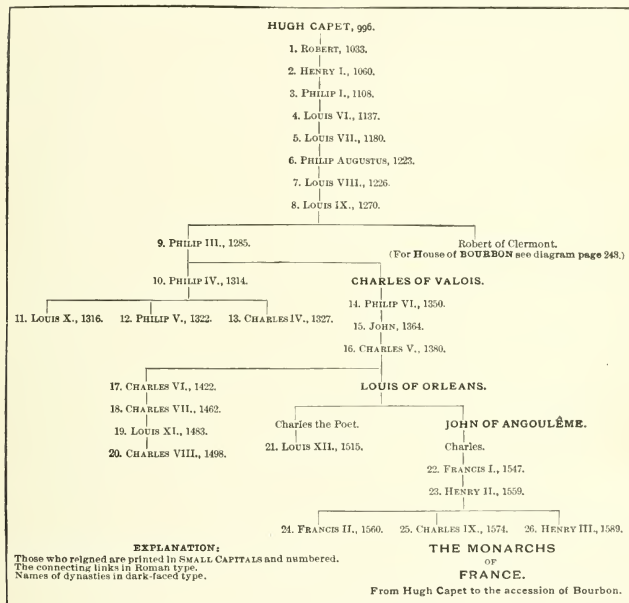 HUGH CAPET, 996.
1. ROBERT, 1033.
2. HENRY I., 1060.
3. PHILIP I., 1108.
4. LOUIS VI., 1137.
5. LOUIS VII., 1180.
6. PHILIP AUGUSTUS, 1223.
7. LOUIS VIII., 1226.
8. LOUIS IX., 1270.
9. PHILIP III., 1285.
Robert of Clermont.
(For House of BOURBON see diagram page 243.)
10. PHILIP IV., 1314.
CHARLES OF VALOIS.
11. LOUIS X., 1316. 12. PHILIP V., 1322. 13. CHARLES IV., 1327.
14. PHILIP VI., 1350.
15. JOHN, 1364.
16. CHARLES V., 1380.
17. CHARLES VI., 1422.
LOUIS OF ORLEANS.
18. CHARLES VII., 1462.
19. LOUIS XI., 1483.
20. CHARLES VIII., 1498.
Charles the Poet.
21. LOUIS XII., 1515.
JOHN OF ANGOULÊME.
Charles.
22. FRANCIS I., 1547.
23. HENRY II., 1559.
24. FRANCIS II., 1560. 25. CHARLES IX., 1574. 26. HENRY III., 1589.
EXPLANATION:
Those who reigned are printed in SMALL CAPITALS and numbered.
The connecting links in Roman type.
Names of dynasties in dark-faced type.
THE MONARCHS
OF
FRANCE.
From Hugh Capet to the accession of Bourbon.